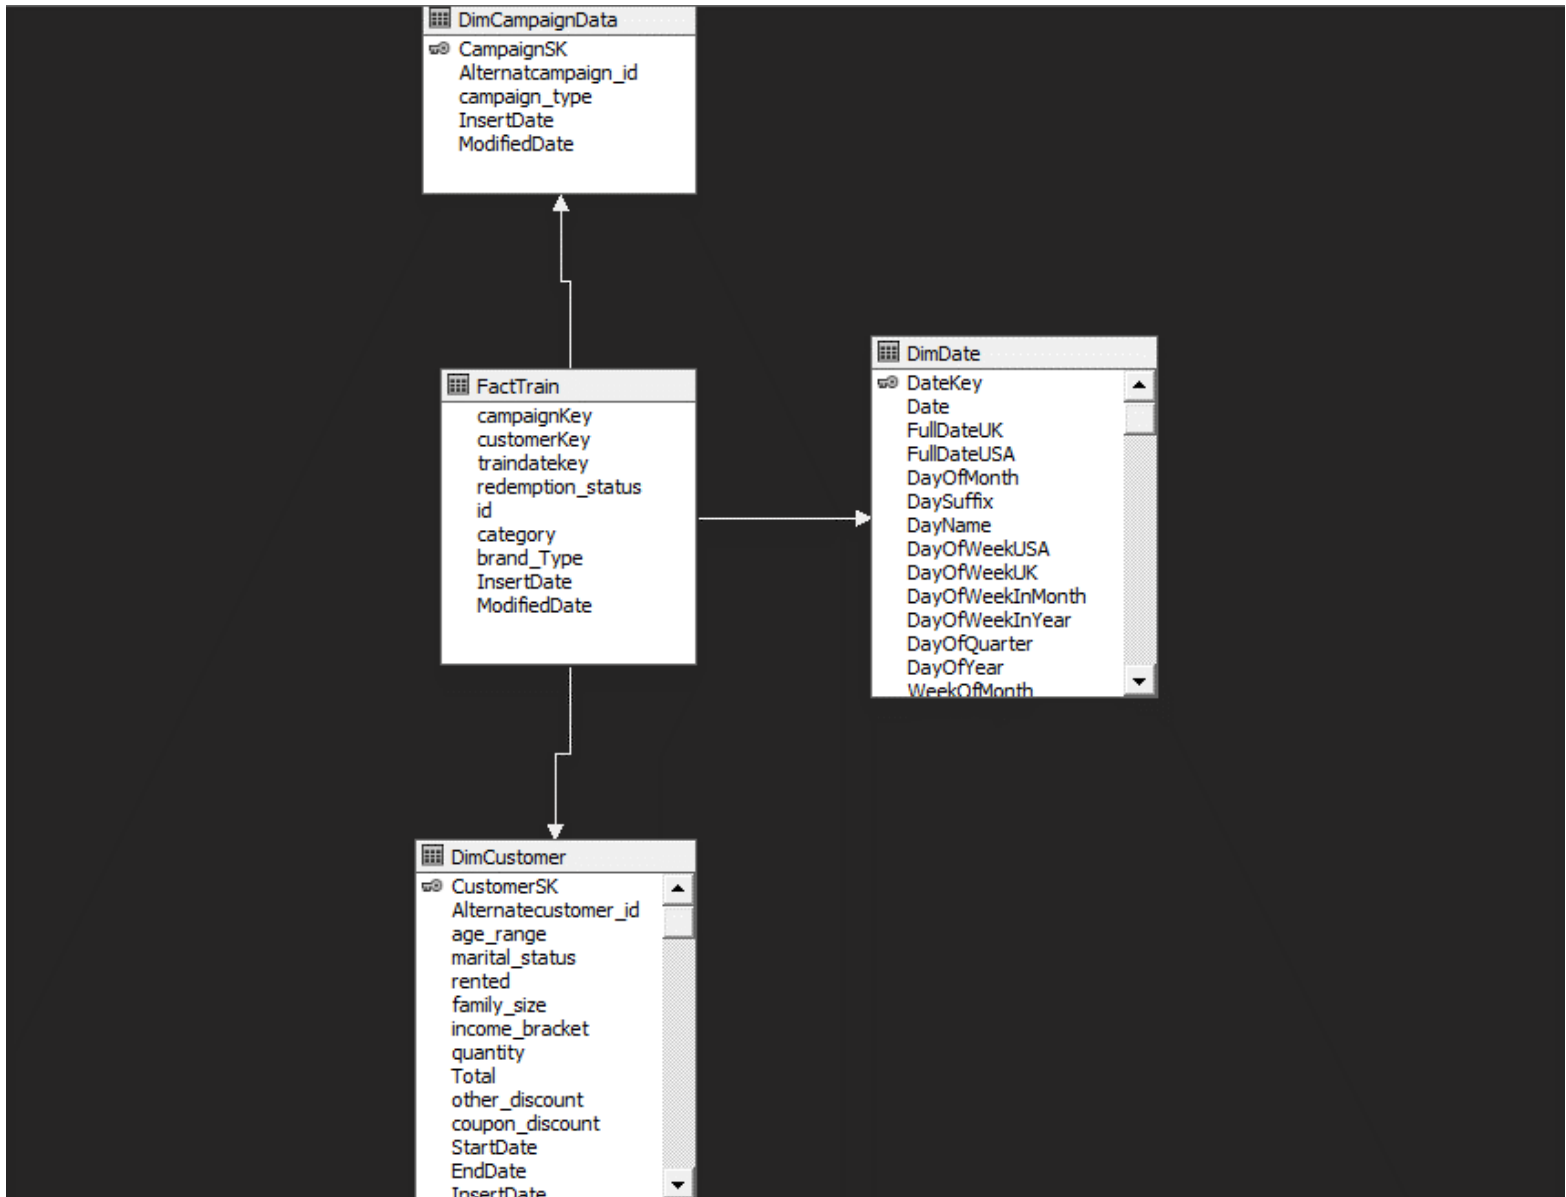 DimCampaignData
CampaignSK
Alternatcampaign_id
campaign_type
InsertDate
ModifiedDate
FactTrain
campaignKey
customerKey
traindatekey
redemption_status
id
category
brand_Type
InsertDate
ModifiedDate
DimDate
DateKey
Date
FullDateUK
FullDateUSA
DayOfMonth
DaySuffix
DayName
DayOfWeekUSA
DayOfWeekUK
DayOfWeekInMonth
DayOfWeekInYear
DayOfQuarter
DayOfYear
WeekOfMonth
DimCustomer
CustomerSK
Alternatecustomer_id
age_range
marital_status
rented
family_size
income_bracket
quantity
Total
other_discount
coupon_discount
StartDate
EndDate
InsertDate